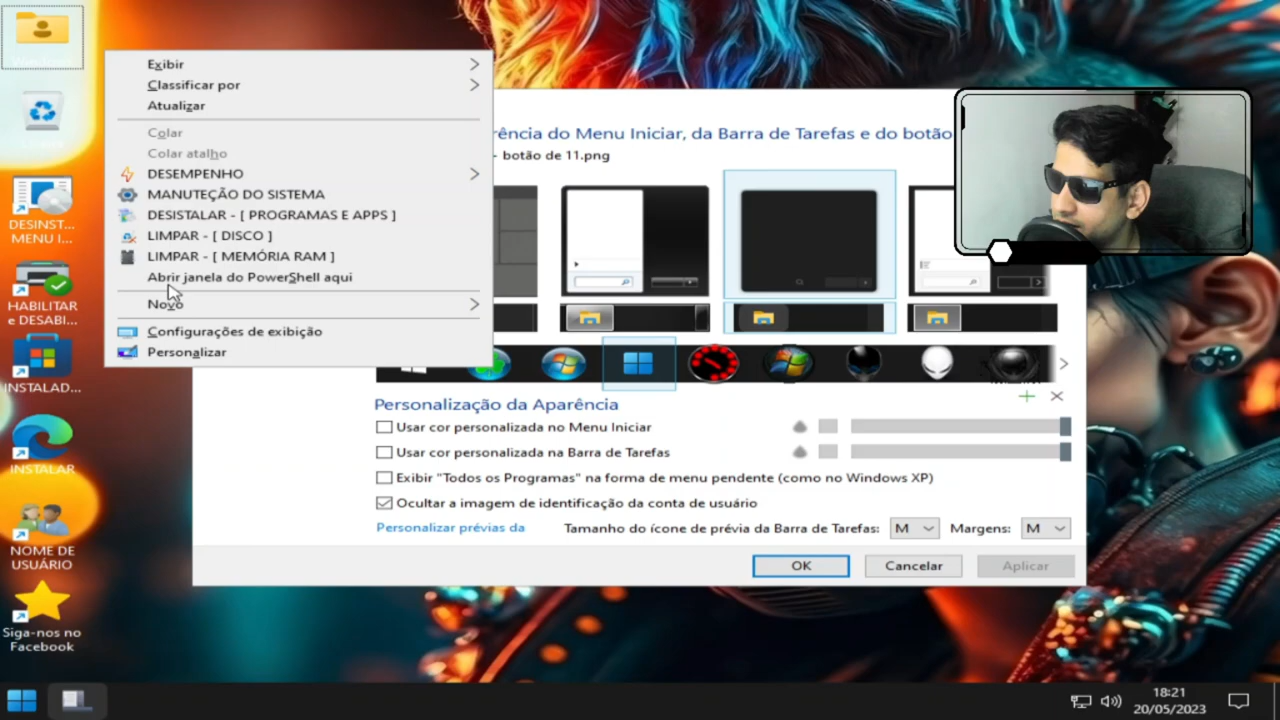 Exibir
Classificar por
Atualizar
Colar
Colar atalho
DESEMPENHO
MANUTEÇÃO DO SISTEMA
DESISTALAR - [ PROGRAMAS E APPS ]
LIMPAR - [ DISCO ]
LIMPAR - [ MEMÓRIA RAM ]
Abrir janela do PowerShell aqui
Novo
Configurações de exibição
Personalizar
rência do Menu Iniciar, da Barra de Tarefas e do botão
- botão de 11.png
Personalização da Aparência
Usar cor personalizada no Menu Iniciar
Usar cor personalizada na Barra de Tarefas
Exibir "Todos os Programas" na forma de menu pendente (como no Windows XP)
Ocultar a imagem de identificação da conta de usuário
Personalizar prévias da
Tamanho do ícone de prévia da Barra de Tarefas: M
Margens: M
OK
Cancelar
Aplicar
DESINST...
MENU I...
HABILITAR
e DESABI...
INSTALAD...
INSTALAR
NOME DE
USUÁRIO
Siga-nos no
Facebook
18:21
20/05/2023